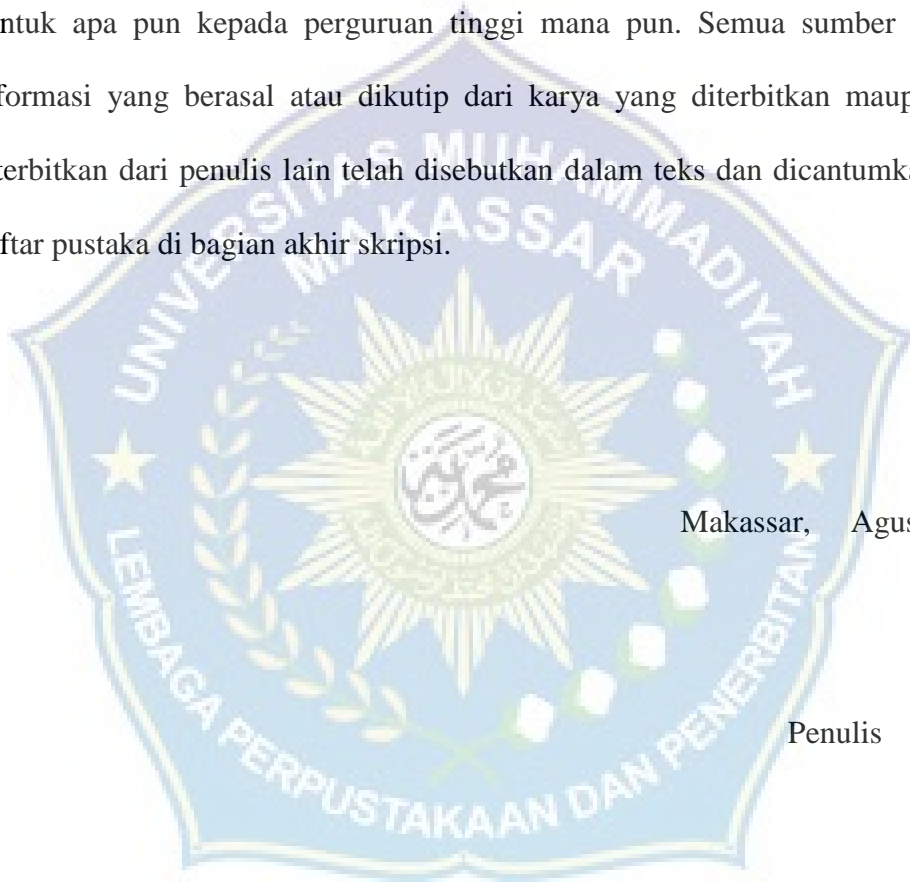 ntuk apa pun kepada perguruan tinggi mana pun. Semua sumber
formasi yang berasal atau dikutip dari karya yang diterbitkan maup
terbitkan dari penulis lain telah disebutkan dalam teks dan dicantumka
ftar pustaka di bagian akhir skripsi.
UNIVERSITAS MUHAMMADIYAH
MAKASSAR
محمد
Makassar, Agus
Penulis
LEMBAGA PERPUSTAKAAN DAN PENERBITAN